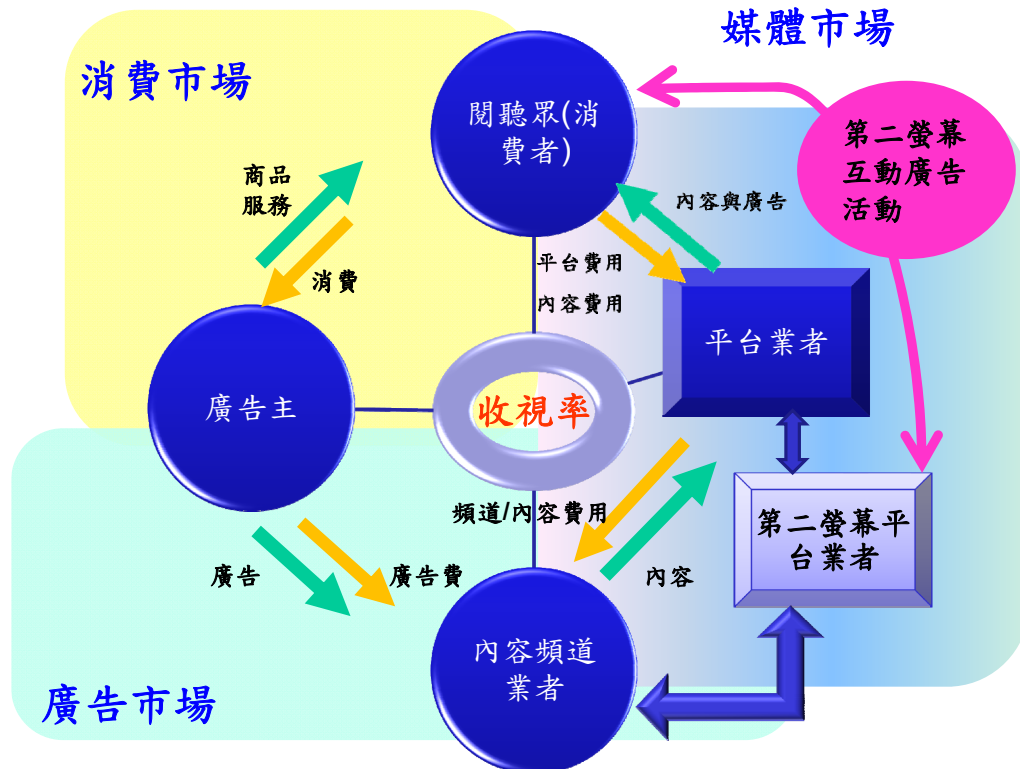 媒體市場
消費市場
閱聽眾(消
費者)
第二螢幕
互動廣告
活動
商品
服務
內容與廣告
消費
平台費用
內容費用
平台業者
廣告主
收視率
頻道/內容費用
第二螢幕平
台業者
廣告
廣告費
內容
內容頻道
業者
廣告市場